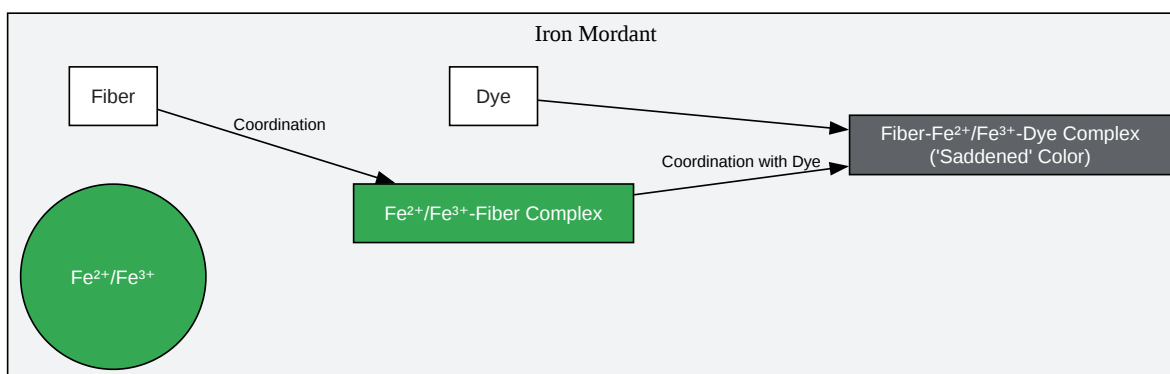 Iron Mordant
Fiber
Dye
Coordination
Fiber-Fe²⁺/Fe³⁺-Dye Complex
('Saddened' Color)
Coordination with Dye
Fe²⁺/Fe³⁺-Fiber Complex
Fe²⁺/Fe³⁺